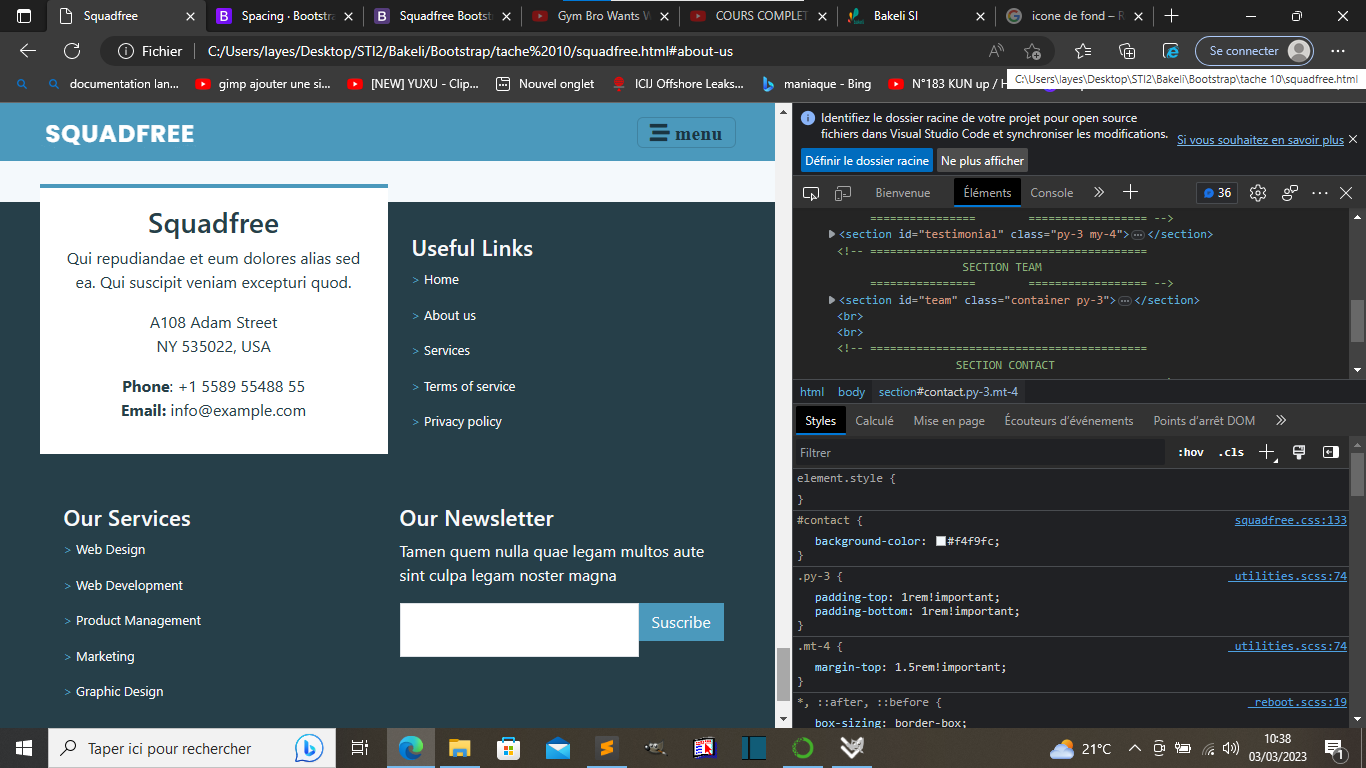 Squadfree
Spacing · Bootstra
Squadfree Bootst
Gym Bro Wants W
COURS COMPLET
Bakeli SI
icone de fond – R
Fichier
C:/Users/layes/Desktop/STI2/Bakeli/Bootstrap/tache%2010/squadfree.html#about-us
Se connecter
documentation lan...
gimp ajouter une si...
[NEW] YUXU - Clip...
Nouvel onglet
ICIJ Offshore Leaks...
maniaque - Bing
N°183 KUN up / H
C:\Users\layes\Desktop\STI2\Bakeli\Bootstrap\tache 10\squadfree.html
SQUADFREE
menu
Squadfree
Qui repudiandae et eum dolores alias sed
ea. Qui suscipit veniam excepturi quod.
A108 Adam Street
NY 535022, USA
Phone: +1 5589 55488 55
Email: info@example.com
Useful Links
> Home
> About us
> Services
> Terms of service
> Privacy policy
Our Services
> Web Design
> Web Development
> Product Management
> Marketing
> Graphic Design
Our Newsletter
Tamen quem nulla quae legam multos aute
sint culpa legam noster magna
Suscribe
Identifiez le dossier racine de votre projet pour open source
fichiers dans Visual Studio Code et synchroniser les modifications.
Si vous souhaitez en savoir plus
Définir le dossier racine
Ne plus afficher
Bienvenue
Éléments
Console
36
================ ================== -->
<section id="testimonial" class="py-3 my-4">…</section>
<!-- ==========================================
SECTION TEAM
================ ================== -->
<section id="team" class="container py-3">…</section>
<br>
<br>
<!-- ==========================================
SECTION CONTACT
html
body
section#contact.py-3.mt-4
Styles
Calculé
Mise en page
Écouteurs d'événements
Points d'arrêt DOM
Filtrer
:hov
.cls
element.style {
}
#contact {
squadfree.css:133
background-color: #f4f9fc;
}
.py-3 {
_utilities.scss:74
padding-top: 1rem!important;
padding-bottom: 1rem!important;
}
.mt-4 {
_utilities.scss:74
margin-top: 1.5rem!important;
}
*, ::after, ::before {
_reboot.scss:19
box-sizing: border-box;
Taper ici pour rechercher
21°C
10:38
03/03/2023
1